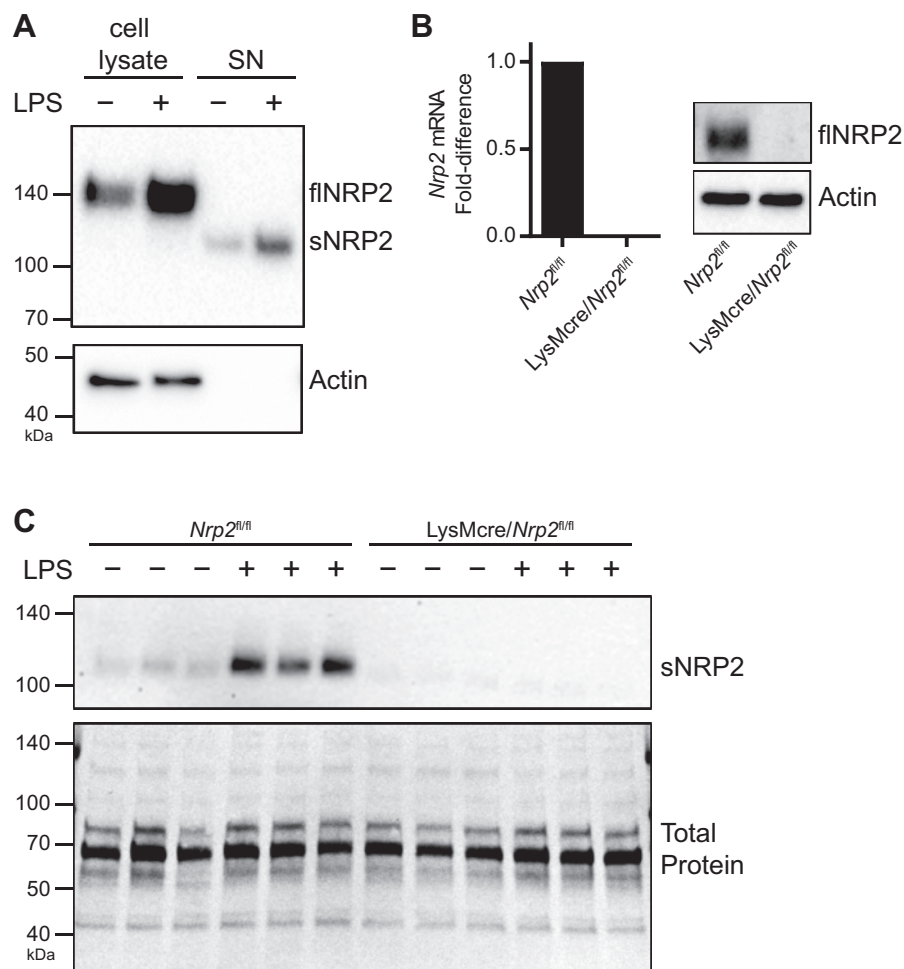 A
cell
lysate
SN
LPS − + − +
140
100
70
flNRP2
sNRP2
50
40
kDa
Actin
B
Nrp2 mRNA
Fold-difference
1.0
0.5
0.0
Nrp2fl/fl
LysMcre/Nrp2fl/fl
flNRP2
Actin
Nrp2fl/fl
LysMcre/Nrp2fl/fl
C
Nrp2fl/fl
LysMcre/Nrp2fl/fl
LPS − − − + + + − − − + + +
140
100
sNRP2
140
100
70
50
40
kDa
Total
Protein